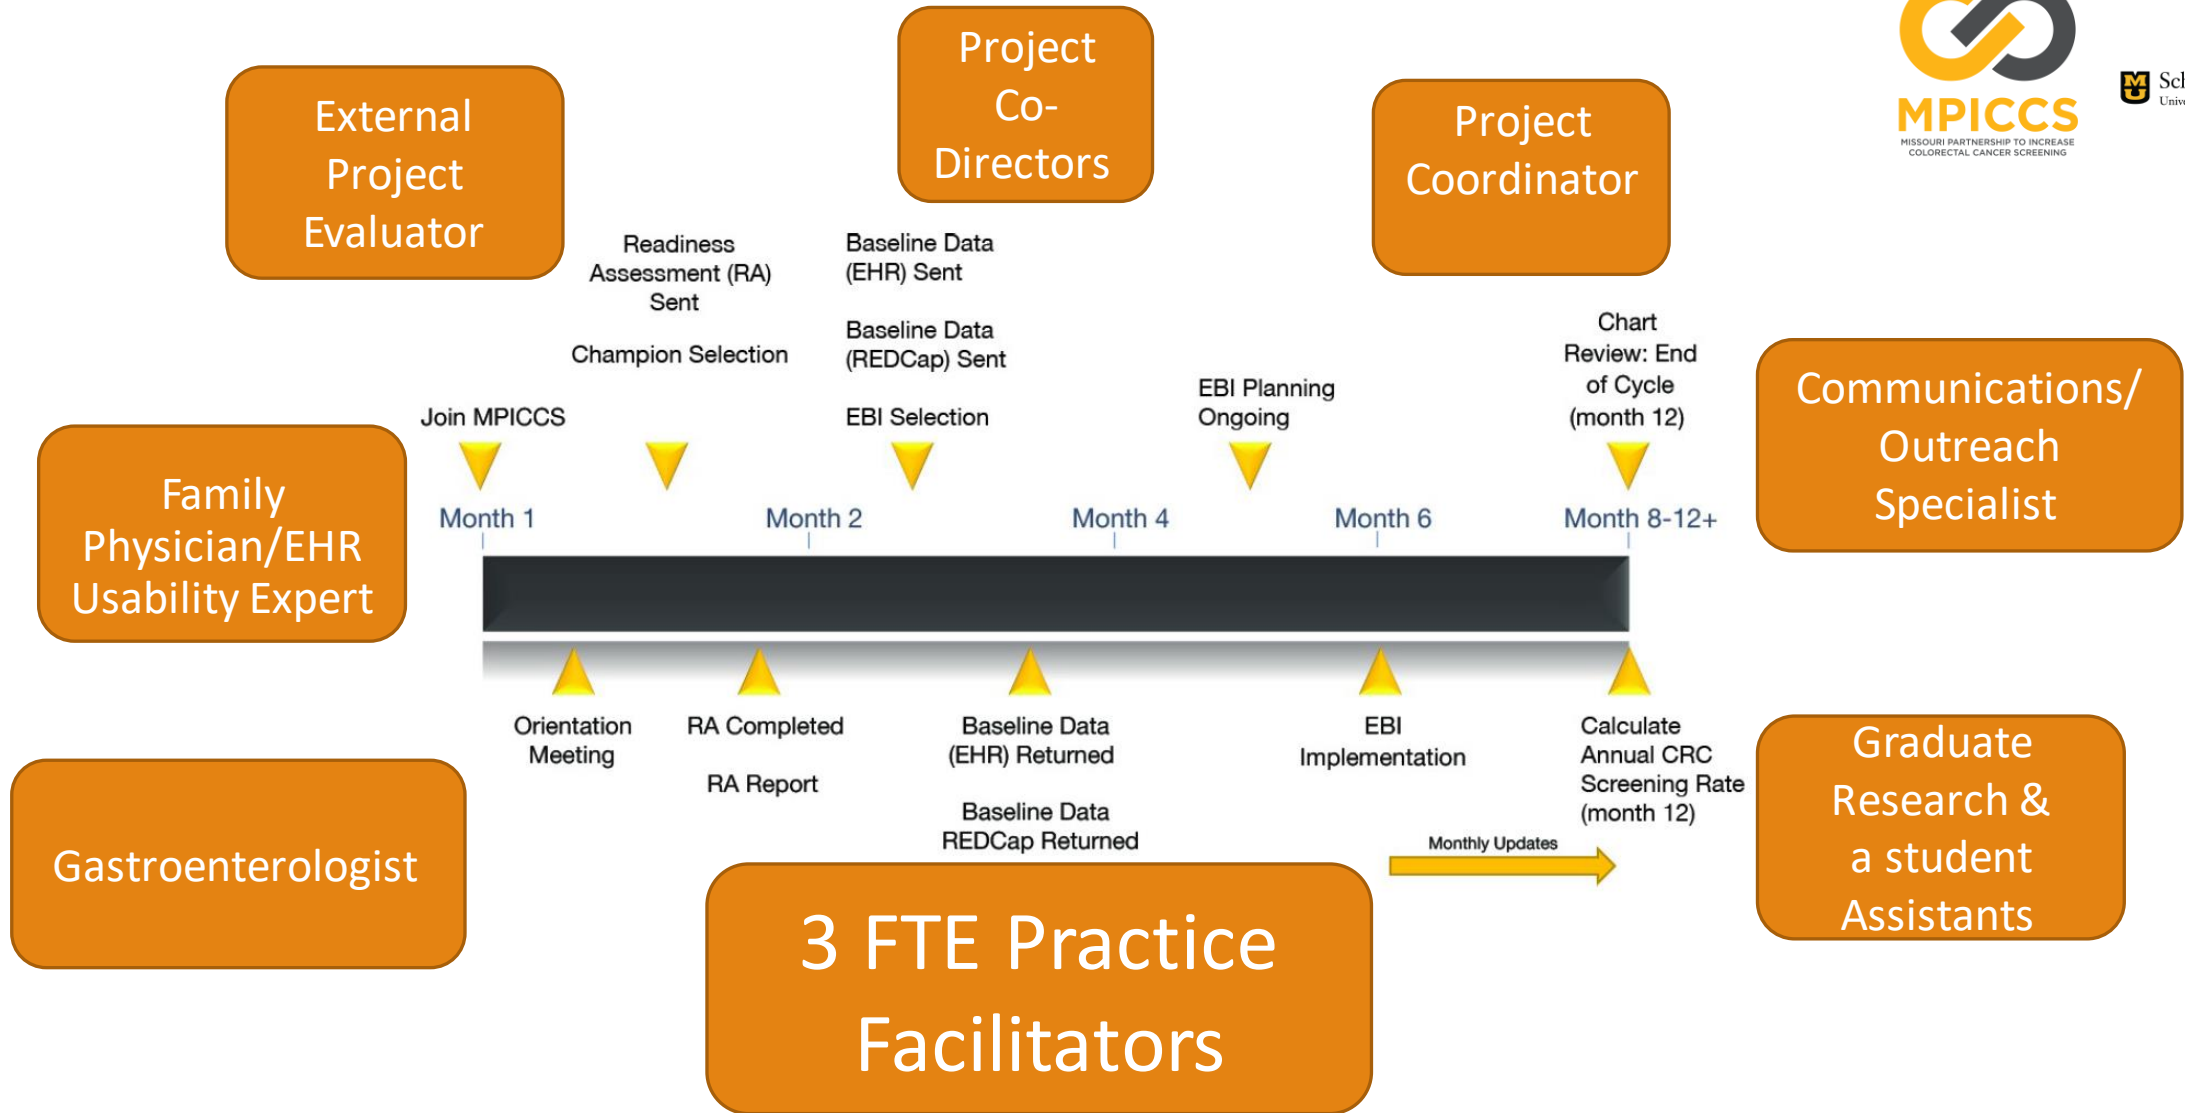 Project
Co-
Directors
External
Project
Evaluator
Project
Coordinator
MPICCS
MISSOURI PARTNERSHIP TO INCREASE
COLORECTAL CANCER SCREENING
MU
Readiness
Assessment (RA)
Sent
Champion Selection
Baseline Data
(EHR) Sent
Baseline Data
(REDCap) Sent
EBI Selection
Join MPICCS
EBI Planning
Ongoing
Chart
Review: End
of Cycle
(month 12)
Communications/
Outreach
Specialist
Family
Physician/EHR
Usability Expert
Month 1
Month 2
Month 4
Month 6
Month 8-12+
Orientation
Meeting
RA Completed
RA Report
Baseline Data
(EHR) Returned
Baseline Data
REDCap Returned
EBI
Implementation
Calculate
Annual CRC
Screening Rate
(month 12)
Monthly Updates
Gastroenterologist
Graduate
Research &
a student
Assistants
3 FTE Practice
Facilitators